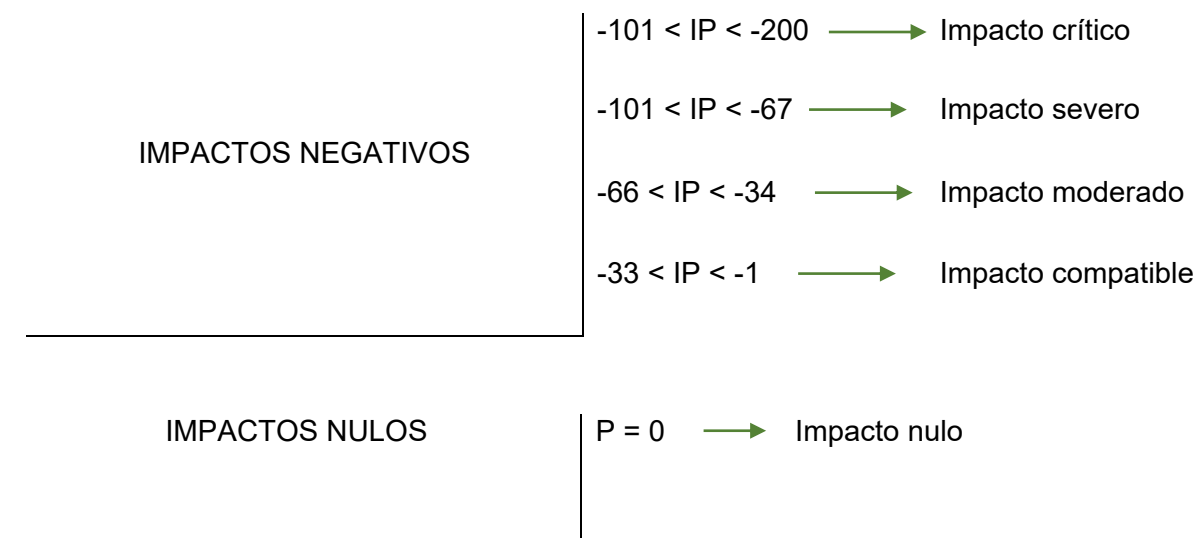 -101 < IP < -200 Impacto crítico
-101 < IP < -67 Impacto severo
IMPACTOS NEGATIVOS
-66 < IP < -34 Impacto moderado
-33 < IP < -1 Impacto compatible
IMPACTOS NULOS P = 0 Impacto nulo